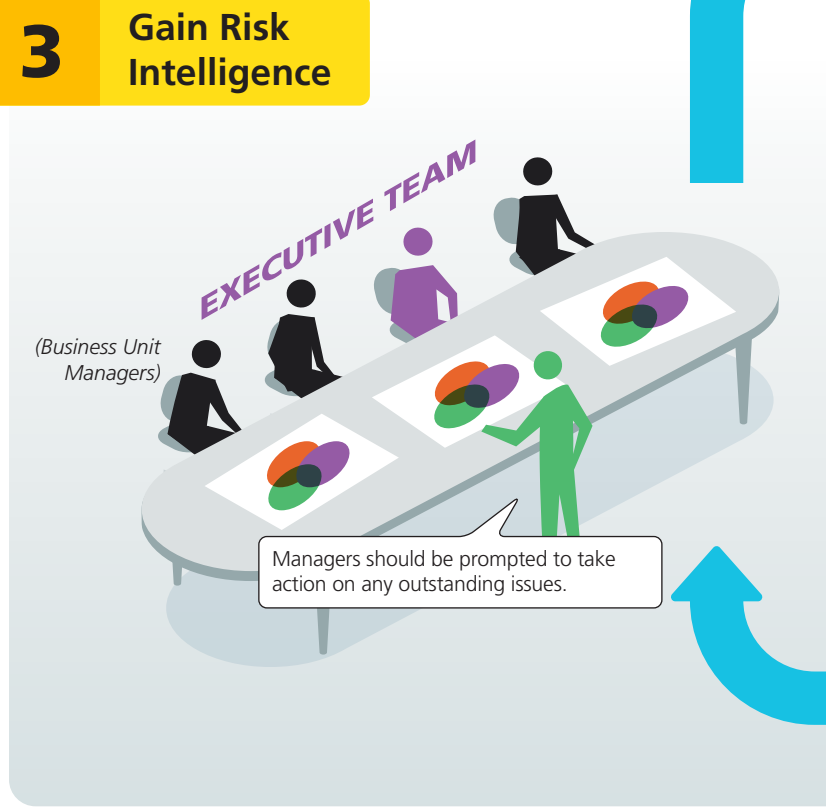 3
Gain Risk
Intelligence
EXECUTIVE TEAM
(Business Unit
Managers)
Managers should be prompted to take
action on any outstanding issues.